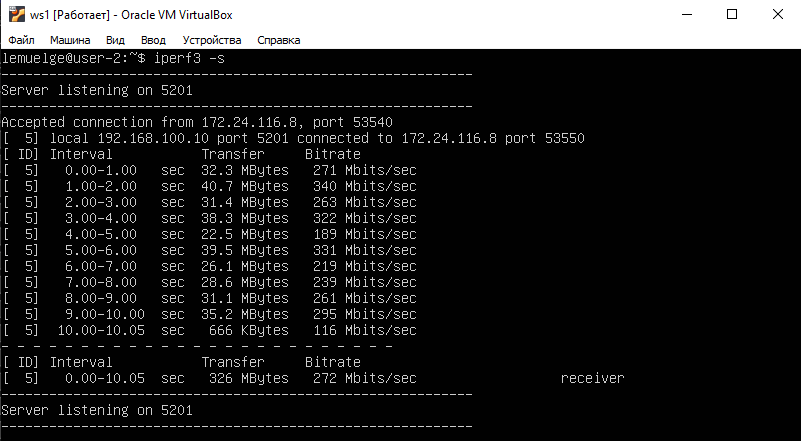 ws1 [Работает] - Oracle VM VirtualBox
Файл Машина Вид Ввод Устройства Справка
lemuelge@user-2:~$ iperf3 -s
-----------------------------------------------------------
Server listening on 5201
-----------------------------------------------------------
Accepted connection from 172.24.116.8, port 53540
[  5] local 192.168.100.10 port 5201 connected to 172.24.116.8 port 53550
[ ID] Interval           Transfer     Bitrate
[  5]   0.00-1.00   sec  32.3 MBytes   271 Mbits/sec
[  5]   1.00-2.00   sec  40.7 MBytes   340 Mbits/sec
[  5]   2.00-3.00   sec  31.4 MBytes   263 Mbits/sec
[  5]   3.00-4.00   sec  38.3 MBytes   322 Mbits/sec
[  5]   4.00-5.00   sec  22.5 MBytes   189 Mbits/sec
[  5]   5.00-6.00   sec  39.5 MBytes   331 Mbits/sec
[  5]   6.00-7.00   sec  26.1 MBytes   219 Mbits/sec
[  5]   7.00-8.00   sec  28.6 MBytes   239 Mbits/sec
[  5]   8.00-9.00   sec  31.1 MBytes   261 Mbits/sec
[  5]   9.00-10.00  sec  35.2 MBytes   295 Mbits/sec
[  5]  10.00-10.05  sec   666 KBytes   116 Mbits/sec
- - - - - - - - - - - - - - - - - - - - - - - - -
[ ID] Interval           Transfer     Bitrate
[  5]   0.00-10.05  sec   326 MBytes   272 Mbits/sec                  receiver
-----------------------------------------------------------
Server listening on 5201
-----------------------------------------------------------